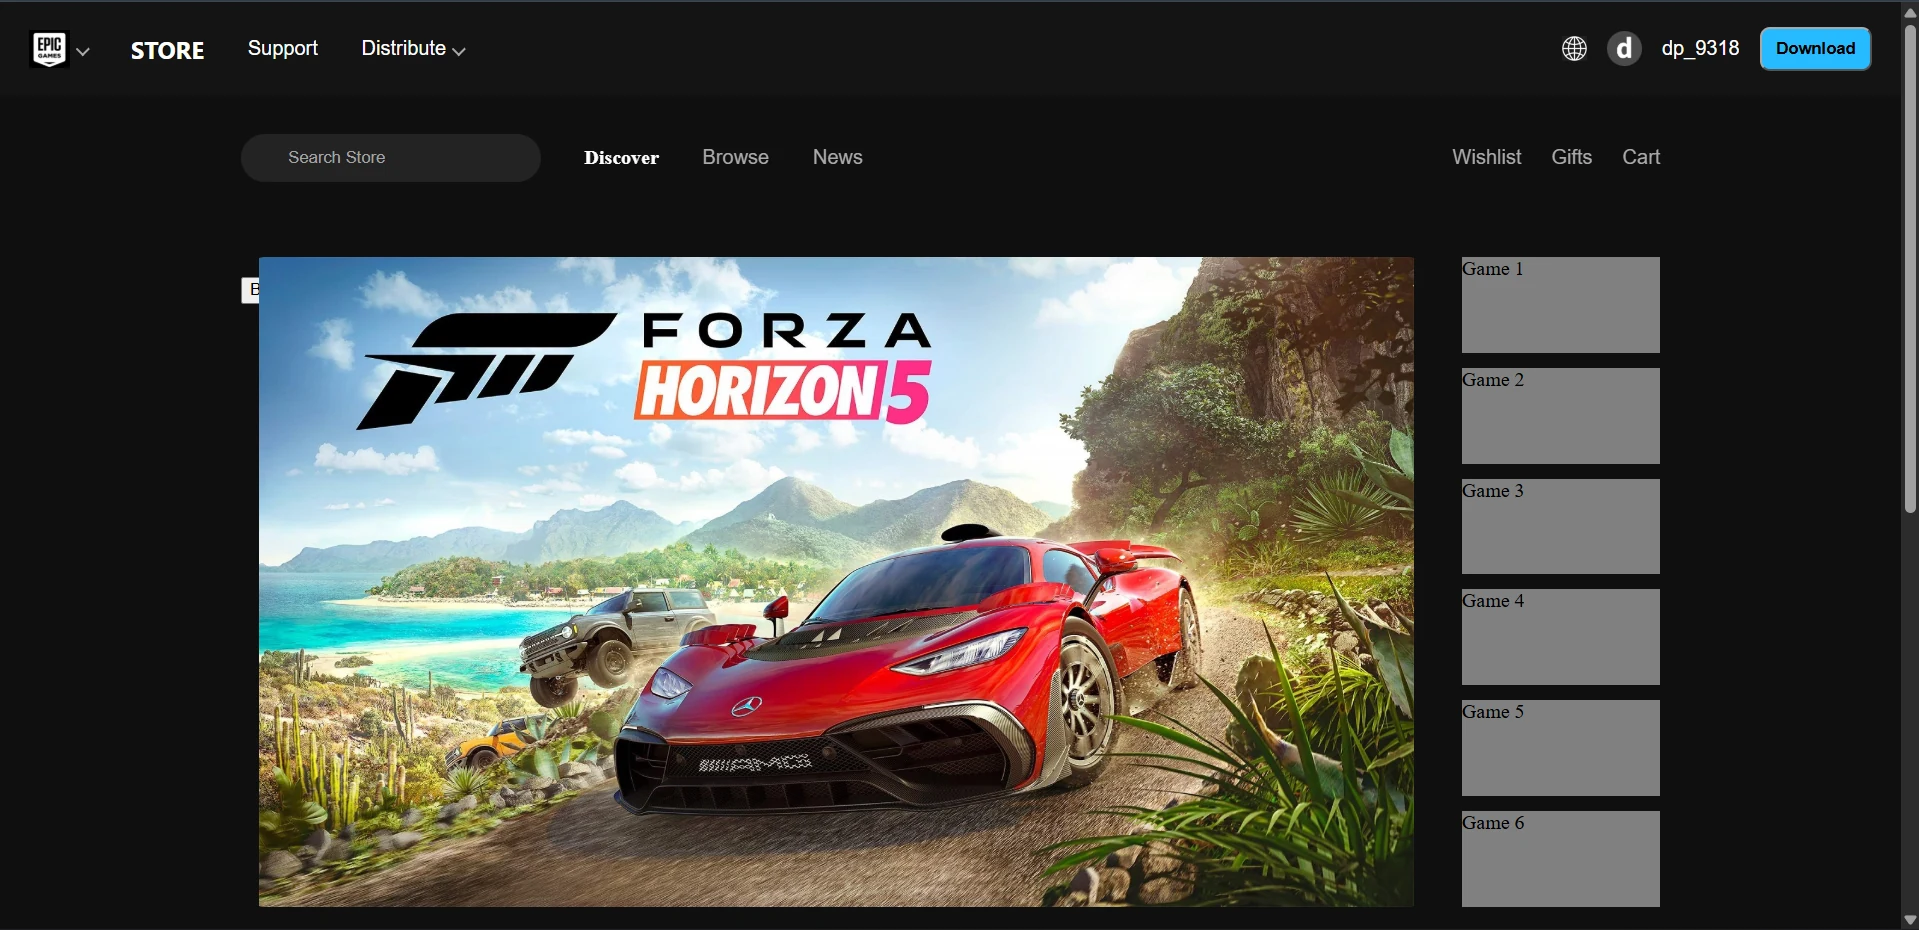 EPIC
GAMES
STORE
Support
Distribute
d
dp_9318
Download
Search Store
Discover
Browse
News
Wishlist
Gifts
Cart
B
FORZA
HORIZON 5
AMG
Game 1
Game 2
Game 3
Game 4
Game 5
Game 6